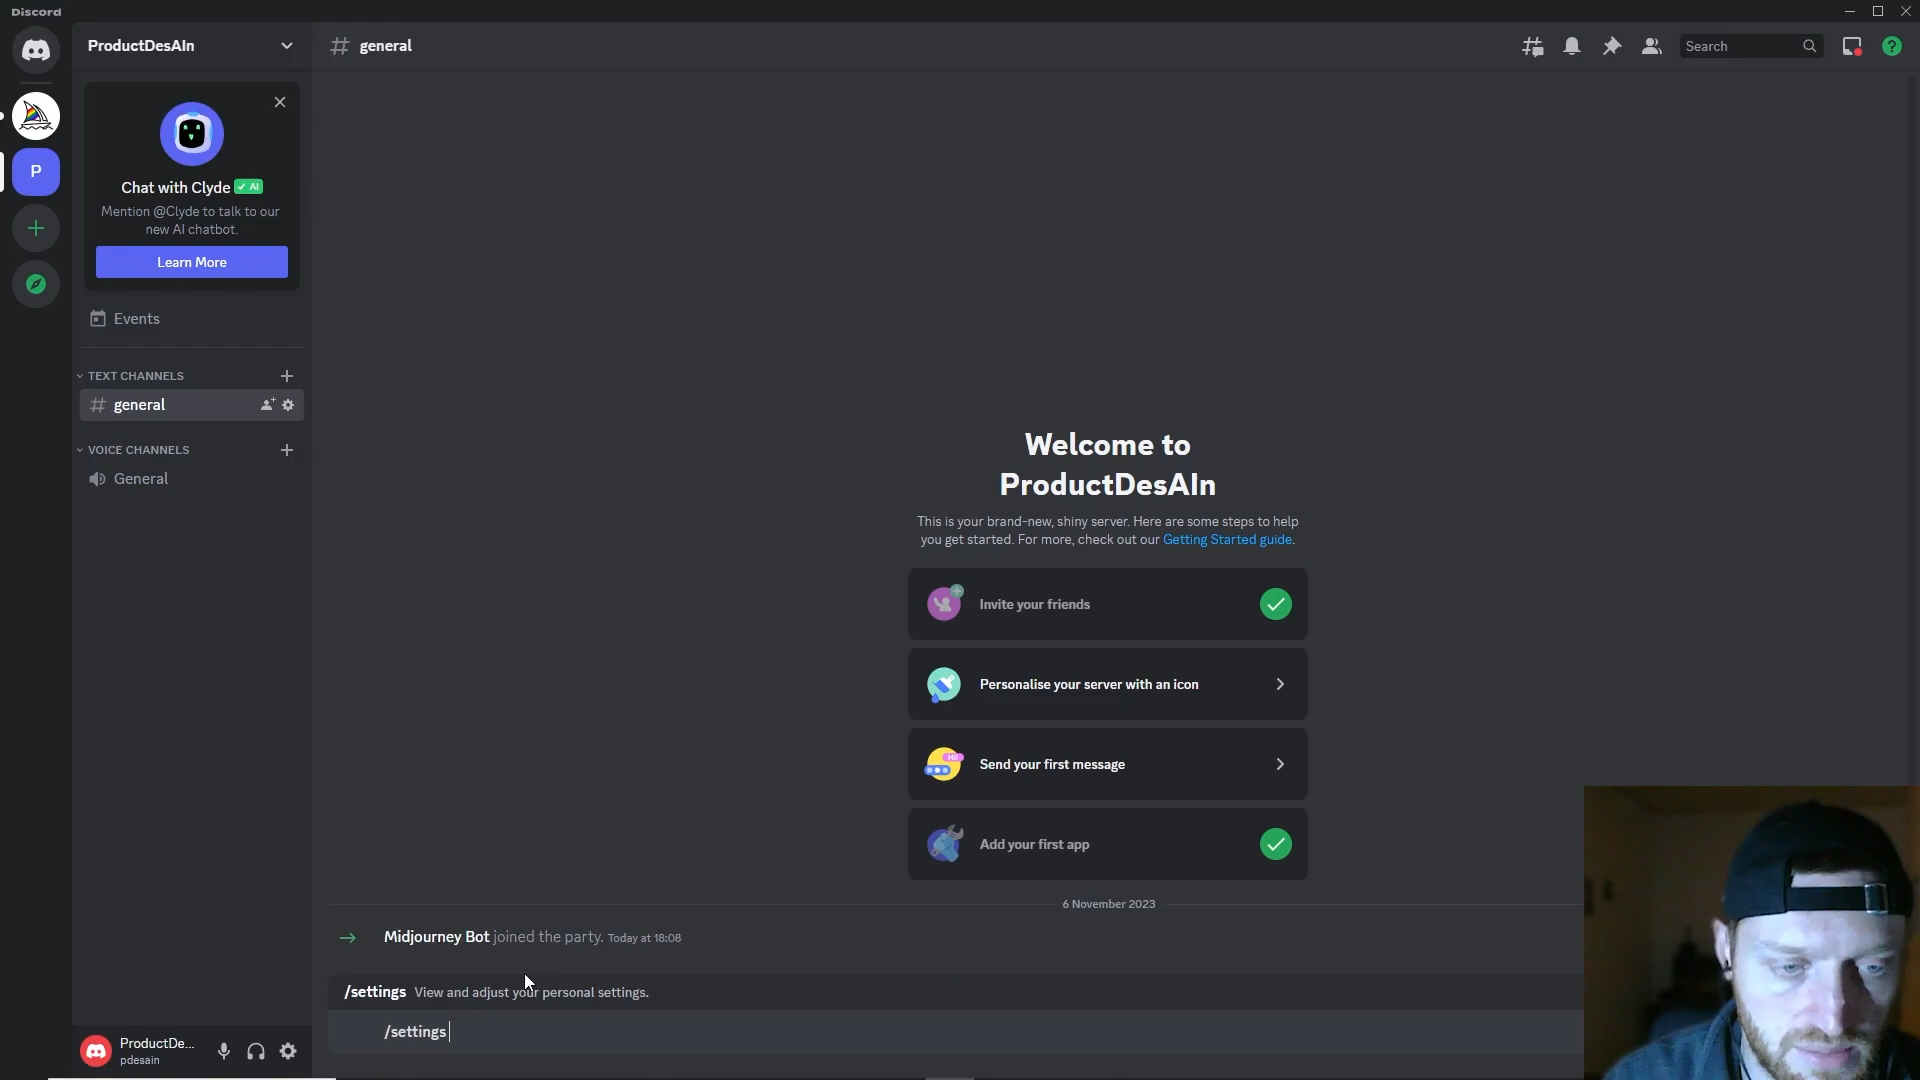 Discord
ProductDesAIn
general
Search
Chat with Clyde ✓ AI
Mention @Clyde to talk to our
new AI chatbot.
Learn More
Events
TEXT CHANNELS
general
VOICE CHANNELS
General
P
Welcome to
ProductDesAIn
This is your brand-new, shiny server. Here are some steps to help
you get started. For more, check out our Getting Started guide.
Invite your friends
Personalise your server with an icon
Send your first message
Add your first app
6 November 2023
Midjourney Bot joined the party. Today at 18:08
/settings View and adjust your personal settings.
/settings
ProductDe...
pdesain